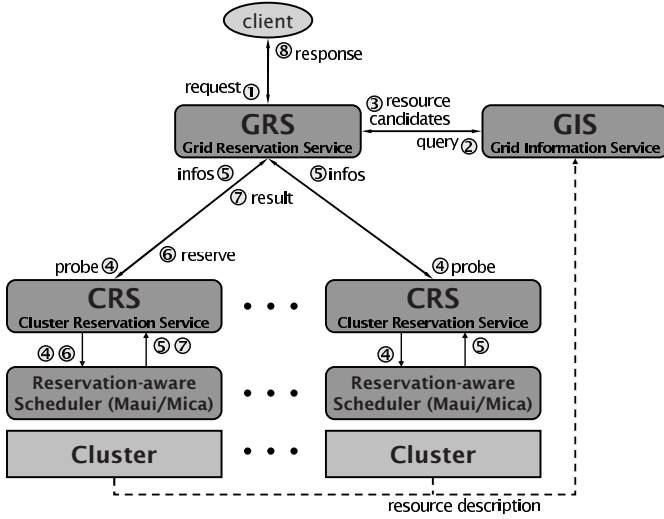 client
⑧ response
request ①
GRS
Grid Reservation Service
③ resource
candidates
query ②
GIS
Grid Information Service
infos ⑤
⑤ infos
⑦ result
⑥ reserve
probe ④
④ probe
CRS
Cluster Reservation Service
• • •
CRS
Cluster Reservation Service
④ ⑥
⑤ ⑦
④
⑤
Reservation-aware
Scheduler (Maui/Mica)
• • •
Reservation-aware
Scheduler (Maui/Mica)
Cluster
• • •
Cluster
resource description